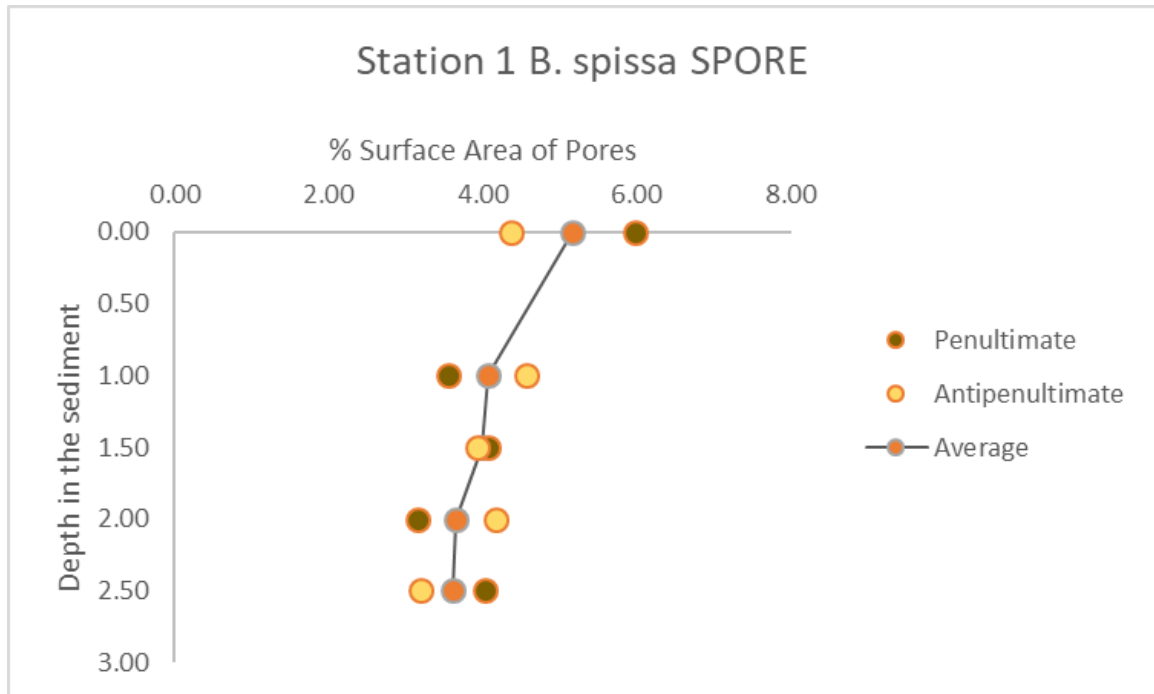 Station 1 B. spissa SPORE
% Surface Area of Pores
0.00 2.00 4.00 6.00 8.00
0.00
0.50
1.00
1.50
2.00
2.50
3.00
Depth in the sediment
Penultimate
Antipenultimate
Average